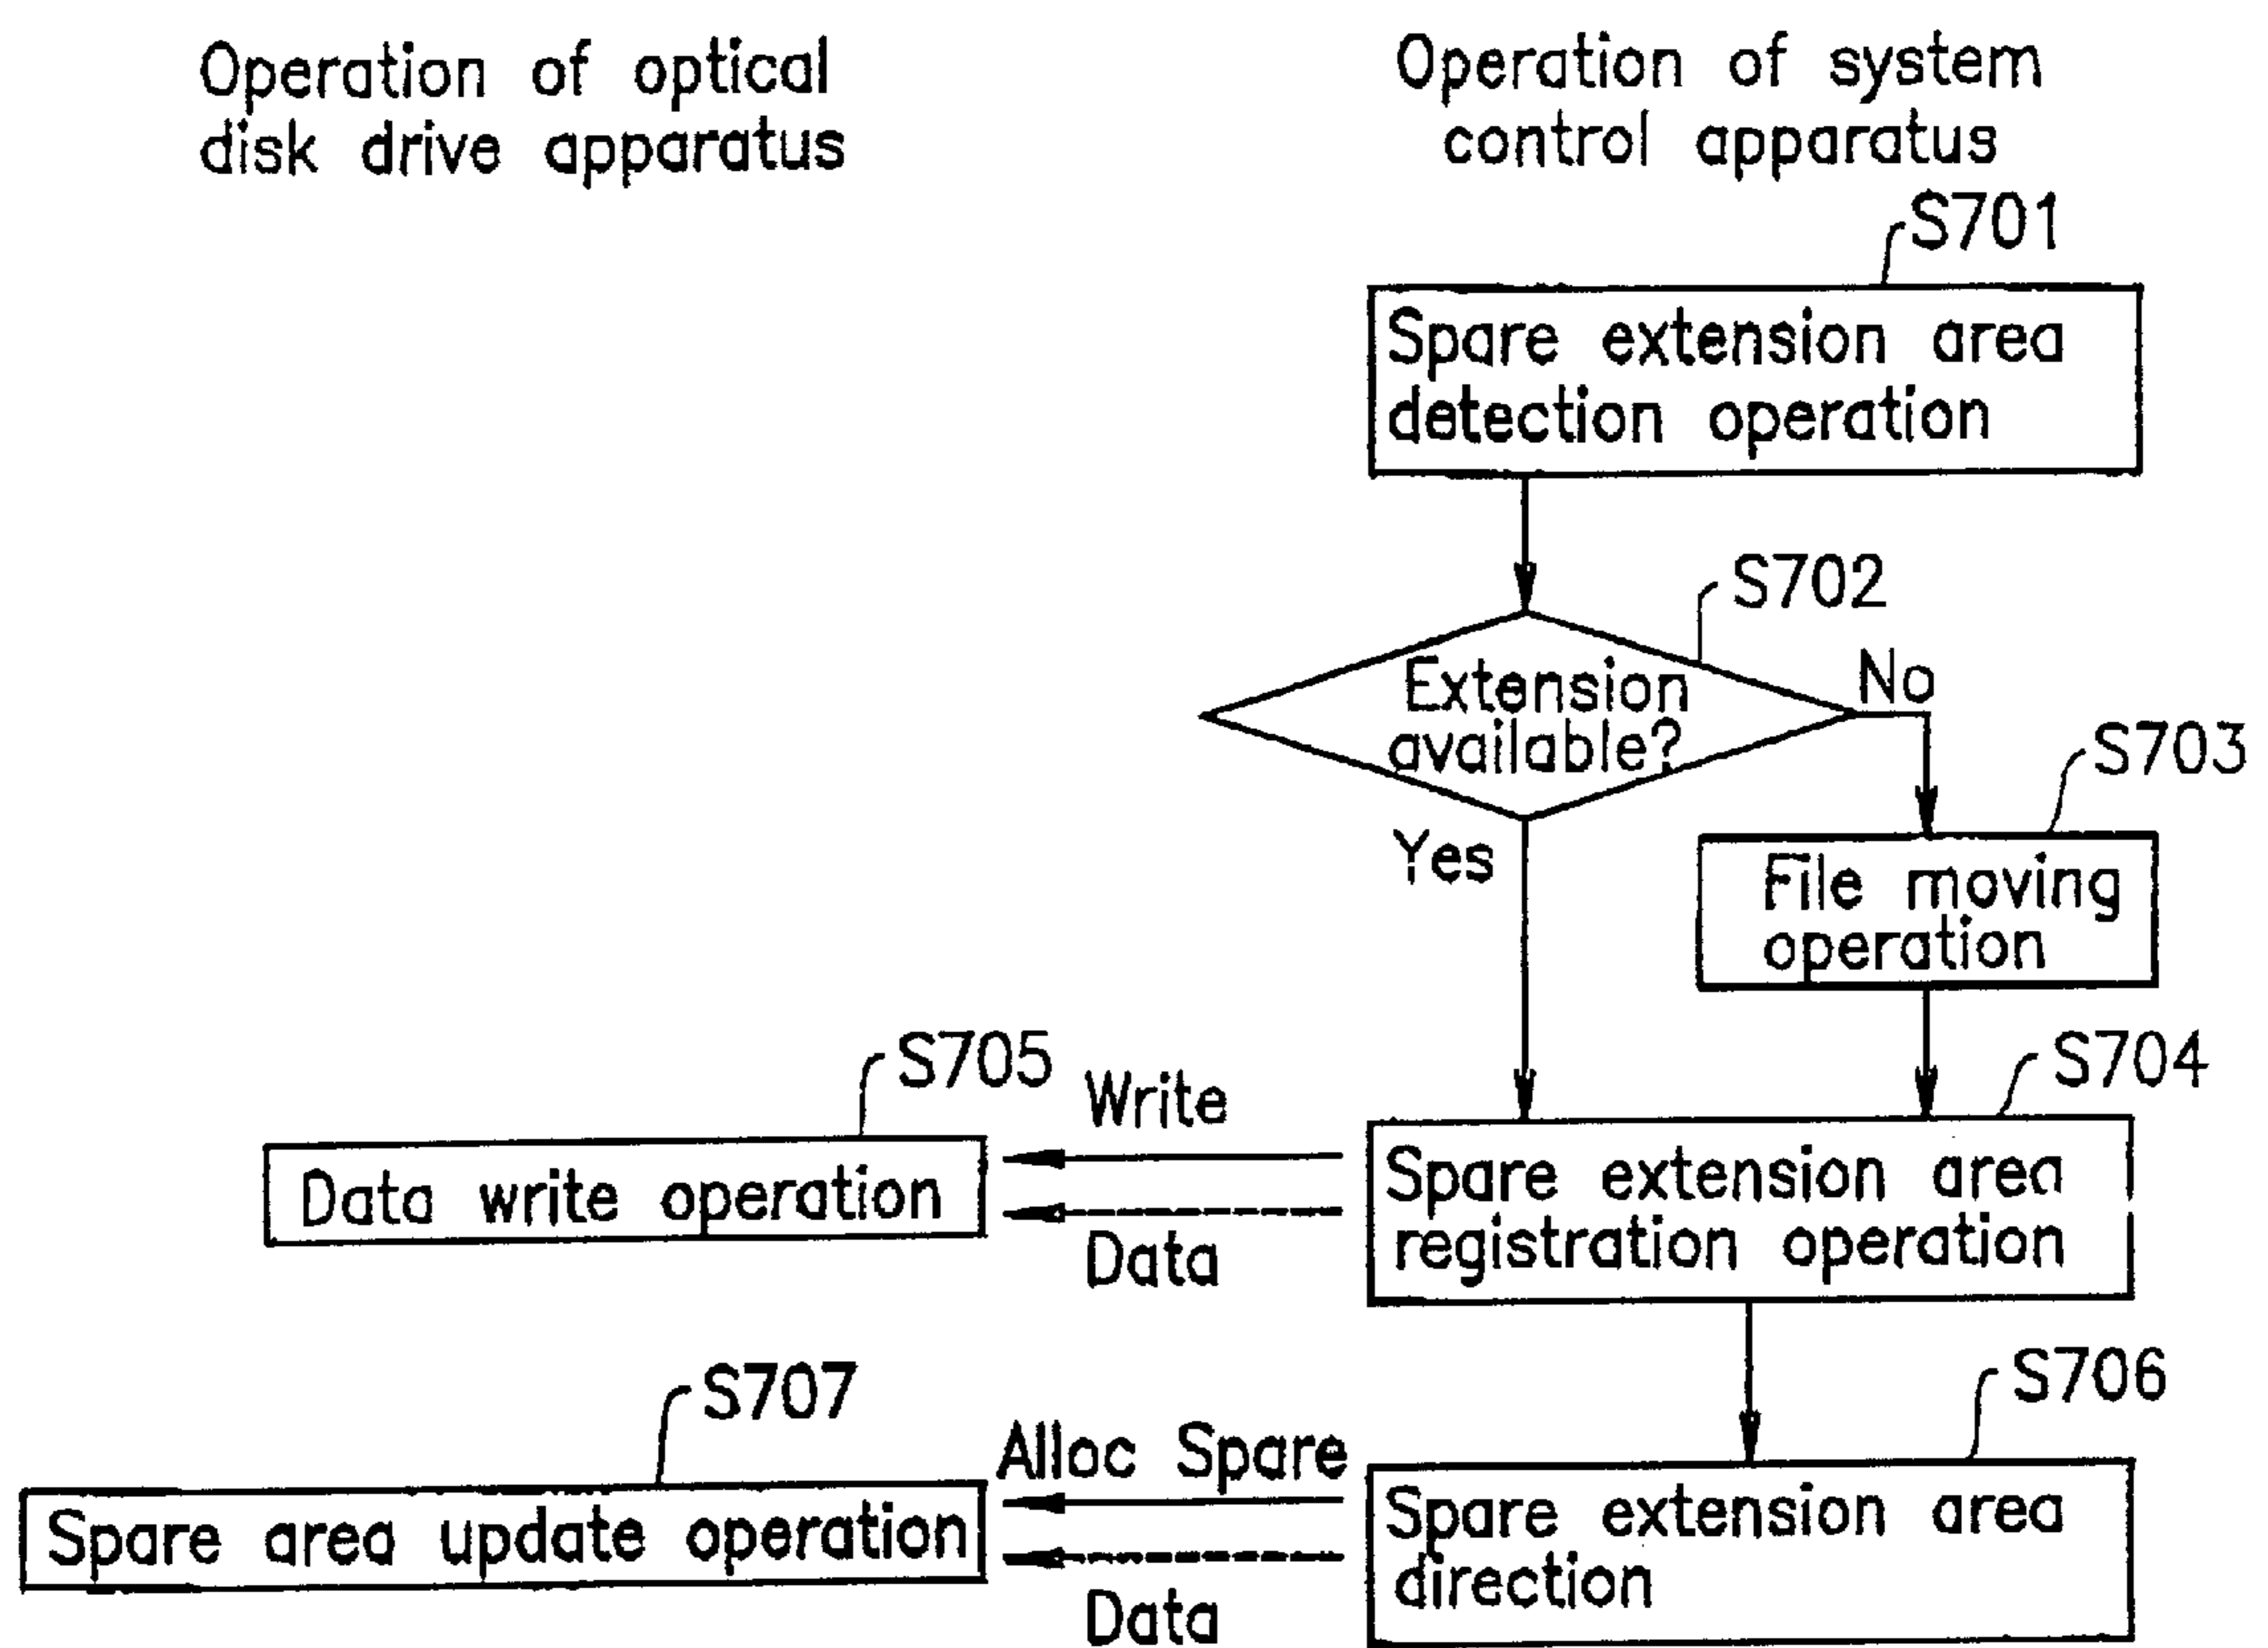 Operation of optical
disk drive apparatus
Operation of system
control apparatus
S701
Spare extension area
detection operation
S702
Extension
available?
No
Yes
S703
File moving
operation
S704
Spare extension area
registration operation
Write
Data
S705
Data write operation
S706
Spare extension area
direction
Alloc Spare
Data
S707
Spare area update operation